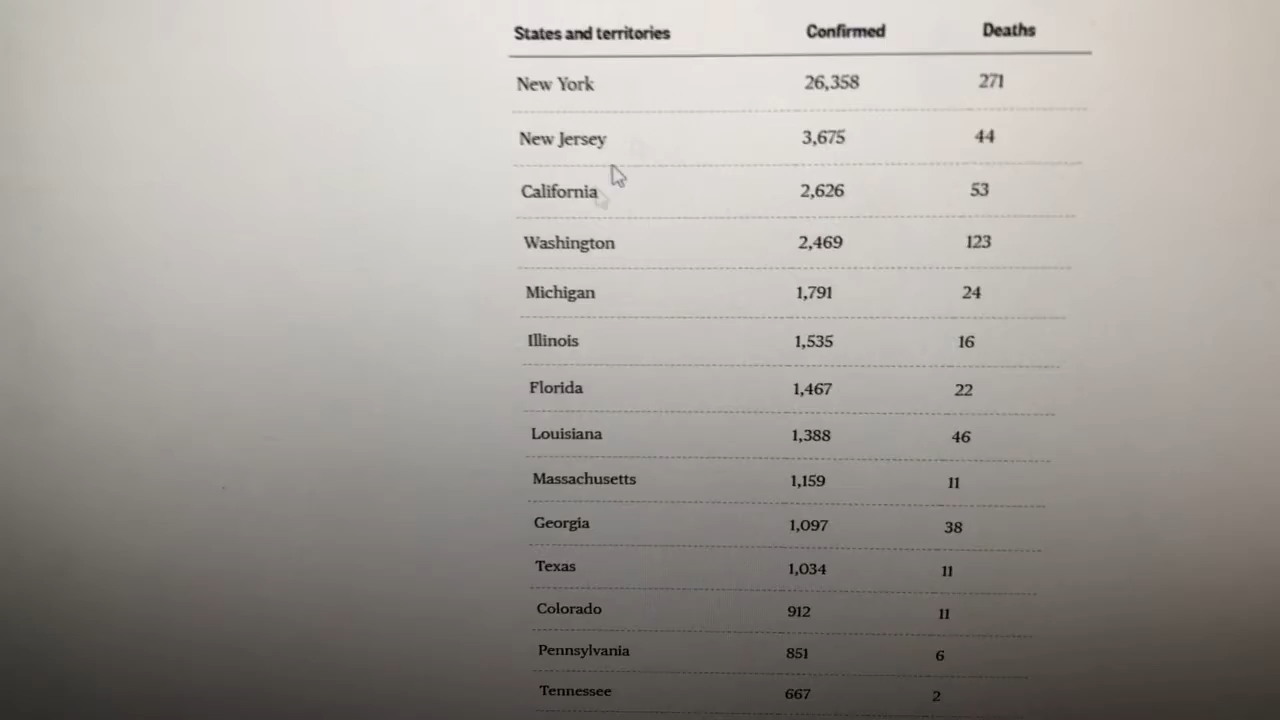 States and territories Confirmed Deaths
New York 26,358 271
New Jersey 3,675 44
California 2,626 53
Washington 2,469 123
Michigan 1,791 24
Illinois 1,535 16
Florida 1,467 22
Louisiana 1,388 46
Massachusetts 1,159 11
Georgia 1,097 38
Texas 1,034 11
Colorado 912 11
Pennsylvania 851 6
Tennessee 667 2